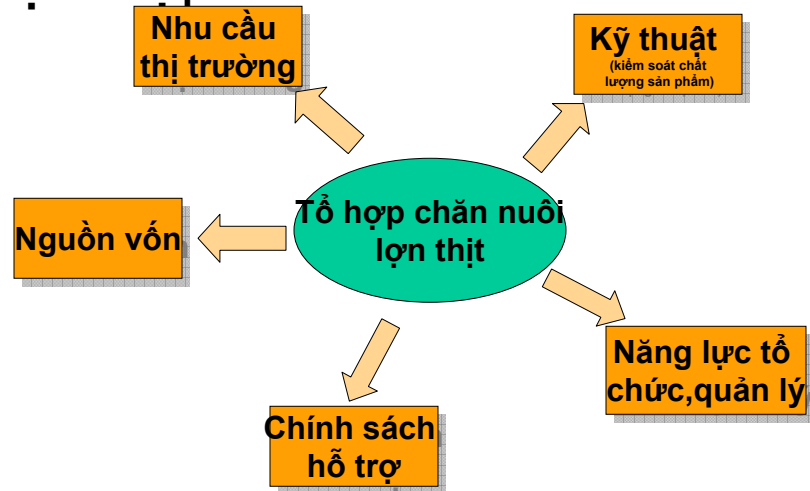 Nhu cầu
thị trường
Kỹ thuật
(kiểm soát chất
lượng sản phẩm)
Tổ hợp chăn nuôi
lợn thịt
Nguồn vốn
Năng lực tổ
chức,quản lý
Chính sách
hỗ trợ